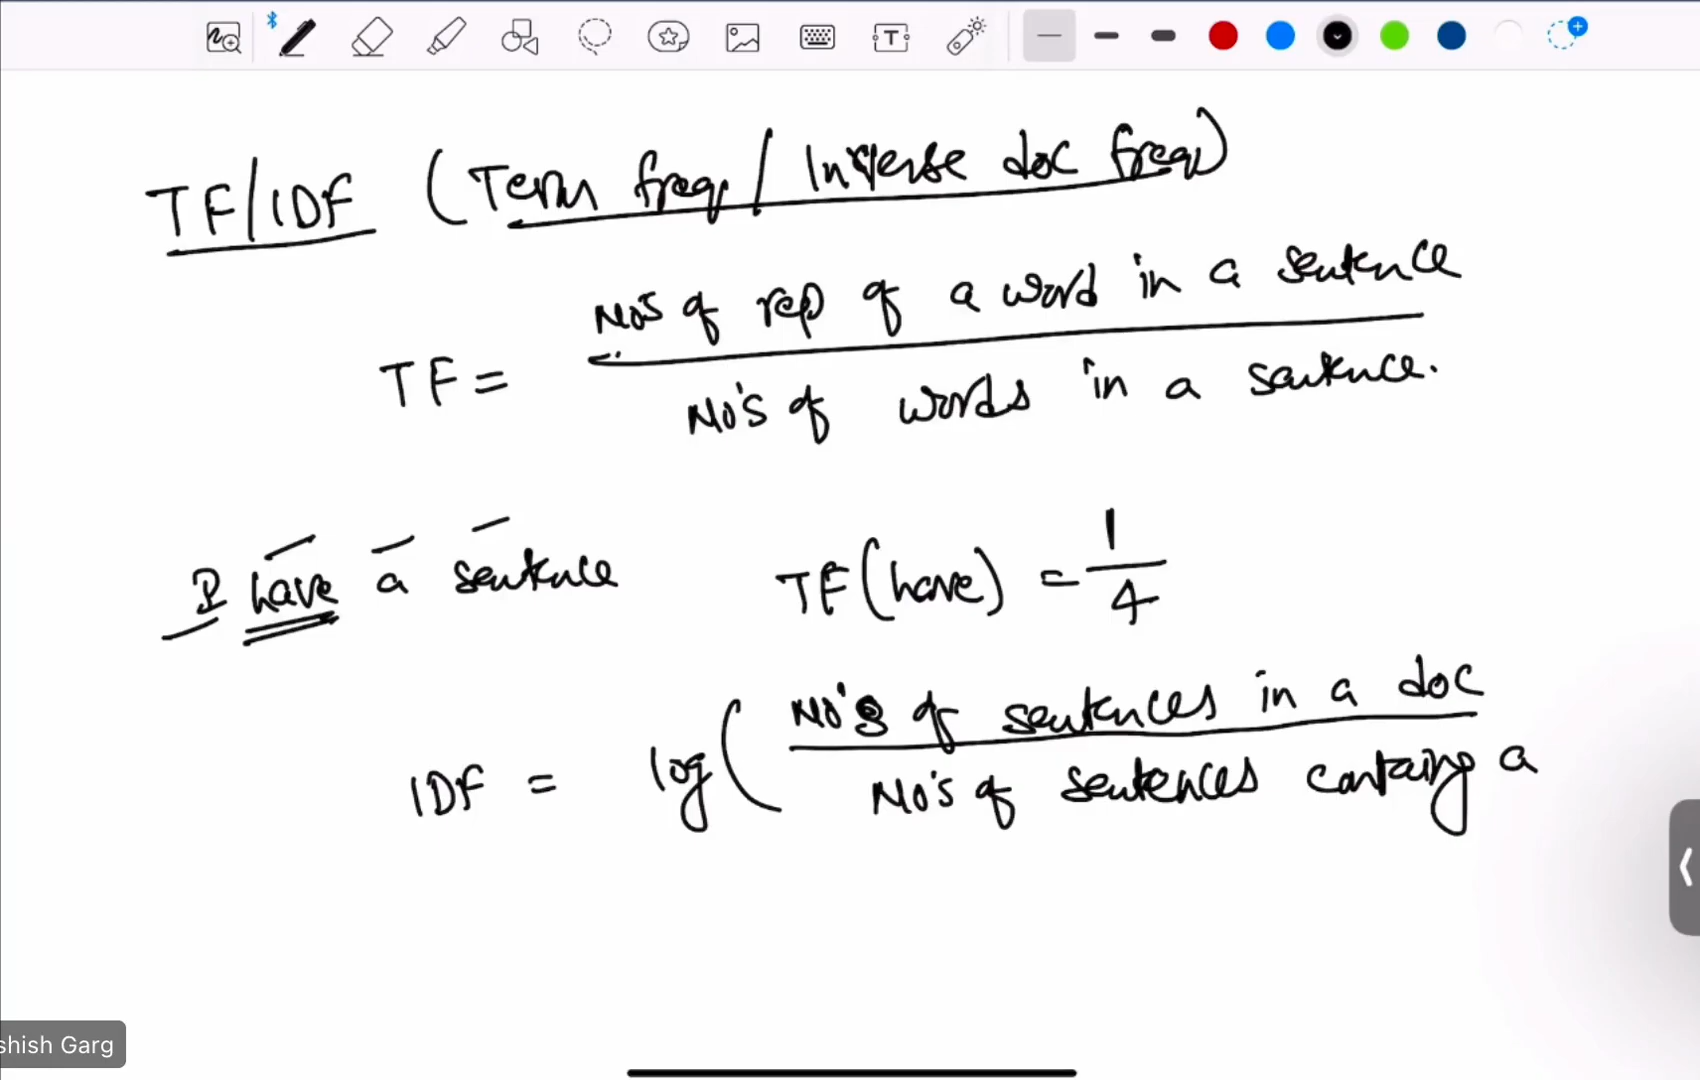 TF/IDF (Term freq / Inverse doc freq)
No's of rep of a word in a sentence
TF =
No's of words in a sentence.
I have a sentence TF(have) = 1/4
No's of sentences in a doc
IDF = log(
No's of sentences containg a
shish Garg